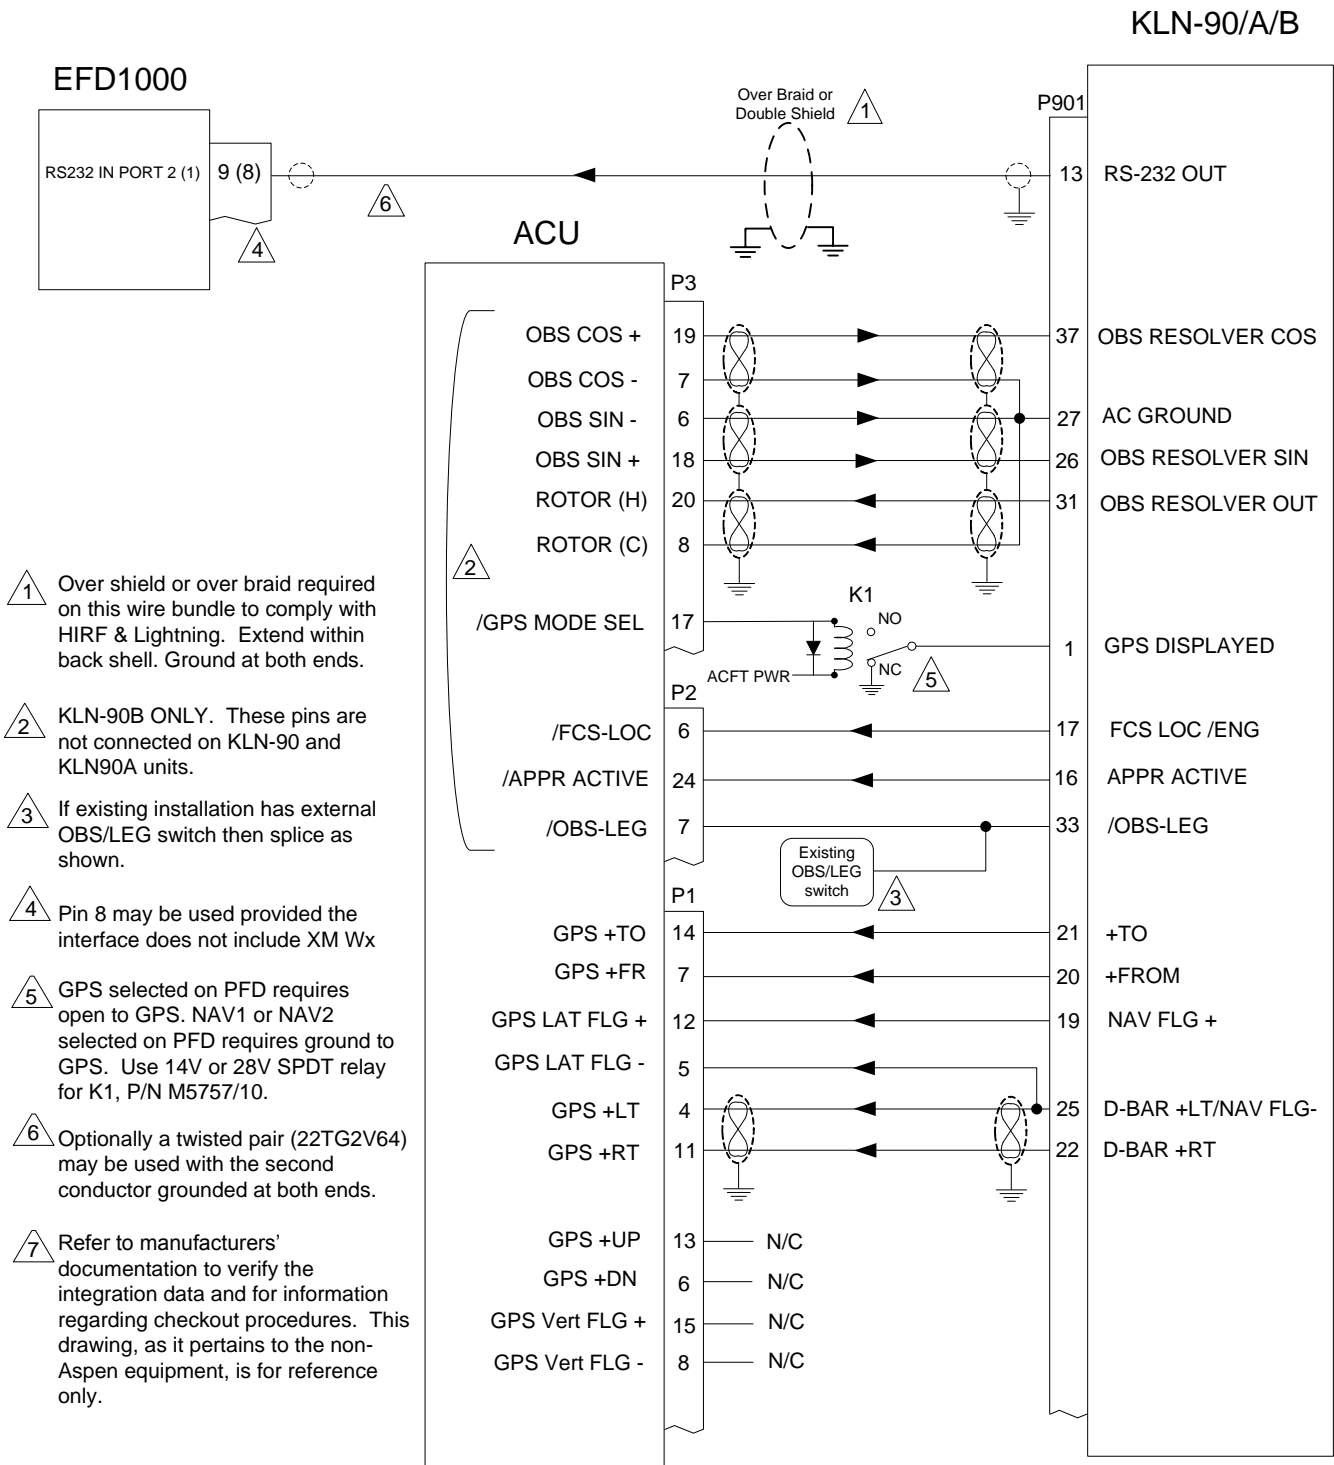 KLN-90/A/B
EFD1000
Over Braid or
Double Shield
1
P901
RS232 IN PORT 2 (1)
9 (8)
13
RS-232 OUT
6
4
ACU
P3
OBS COS +
19
37
OBS RESOLVER COS
OBS COS -
7
OBS SIN -
6
27
AC GROUND
OBS SIN +
18
26
OBS RESOLVER SIN
ROTOR (H)
20
31
OBS RESOLVER OUT
ROTOR (C)
8
2
K1
/GPS MODE SEL
17
NO
NC
5
1
GPS DISPLAYED
ACFT PWR
P2
/FCS-LOC
6
17
FCS LOC /ENG
/APPR ACTIVE
24
16
APPR ACTIVE
/OBS-LEG
7
33
/OBS-LEG
Existing
OBS/LEG
switch
3
P1
GPS +TO
14
21
+TO
GPS +FR
7
20
+FROM
GPS LAT FLG +
12
19
NAV FLG +
GPS LAT FLG -
5
GPS +LT
4
25
D-BAR +LT/NAV FLG-
GPS +RT
11
22
D-BAR +RT
GPS +UP
13
N/C
GPS +DN
6
N/C
GPS Vert FLG +
15
N/C
GPS Vert FLG -
8
N/C
1 Over shield or over braid required
on this wire bundle to comply with
HIRF & Lightning. Extend within
back shell. Ground at both ends.
2 KLN-90B ONLY. These pins are
not connected on KLN-90 and
KLN90A units.
3 If existing installation has external
OBS/LEG switch then splice as
shown.
4 Pin 8 may be used provided the
interface does not include XM Wx
5 GPS selected on PFD requires
open to GPS. NAV1 or NAV2
selected on PFD requires ground to
GPS. Use 14V or 28V SPDT relay
for K1, P/N M5757/10.
6 Optionally a twisted pair (22TG2V64)
may be used with the second
conductor grounded at both ends.
7 Refer to manufacturers'
documentation to verify the
integration data and for information
regarding checkout procedures. This
drawing, as it pertains to the non-
Aspen equipment, is for reference
only.